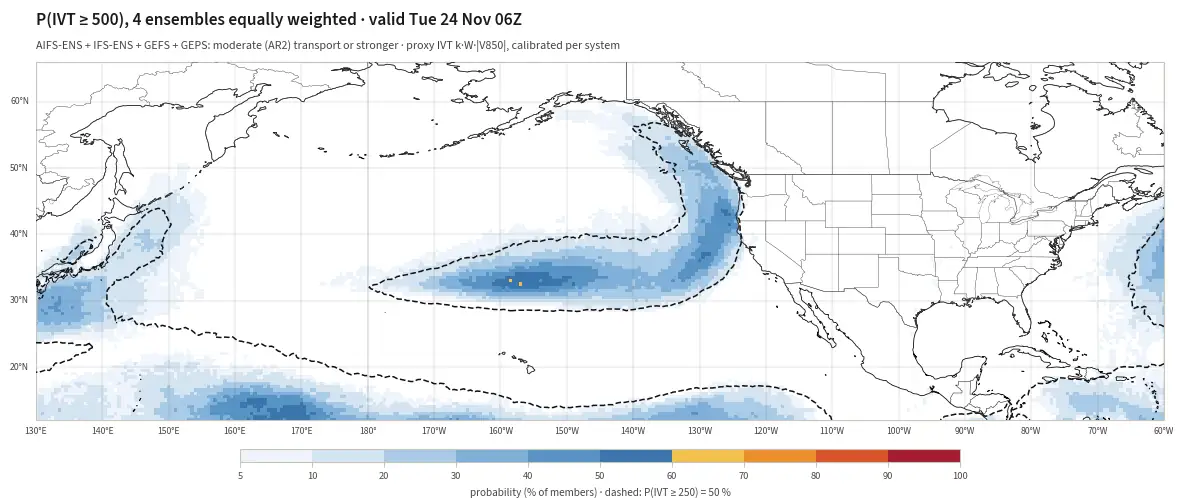 P(IVT ≥ 500), 4 ensembles equally weighted · valid Tue 24 Nov 06Z
AIFS-ENS + IFS-ENS + GEFS + GEPS: moderate (AR2) transport or stronger · proxy IVT k·W·|V850|, calibrated per system
60°N
50°N
40°N
30°N
20°N
130°E 140°E 150°E 160°E 170°E 180° 170°W 160°W 150°W 140°W 130°W 120°W 110°W 100°W 90°W 80°W 70°W 60°W
5 10 20 30 40 50 60 70 80 90 100
probability (% of members) · dashed: P(IVT ≥ 250) = 50 %